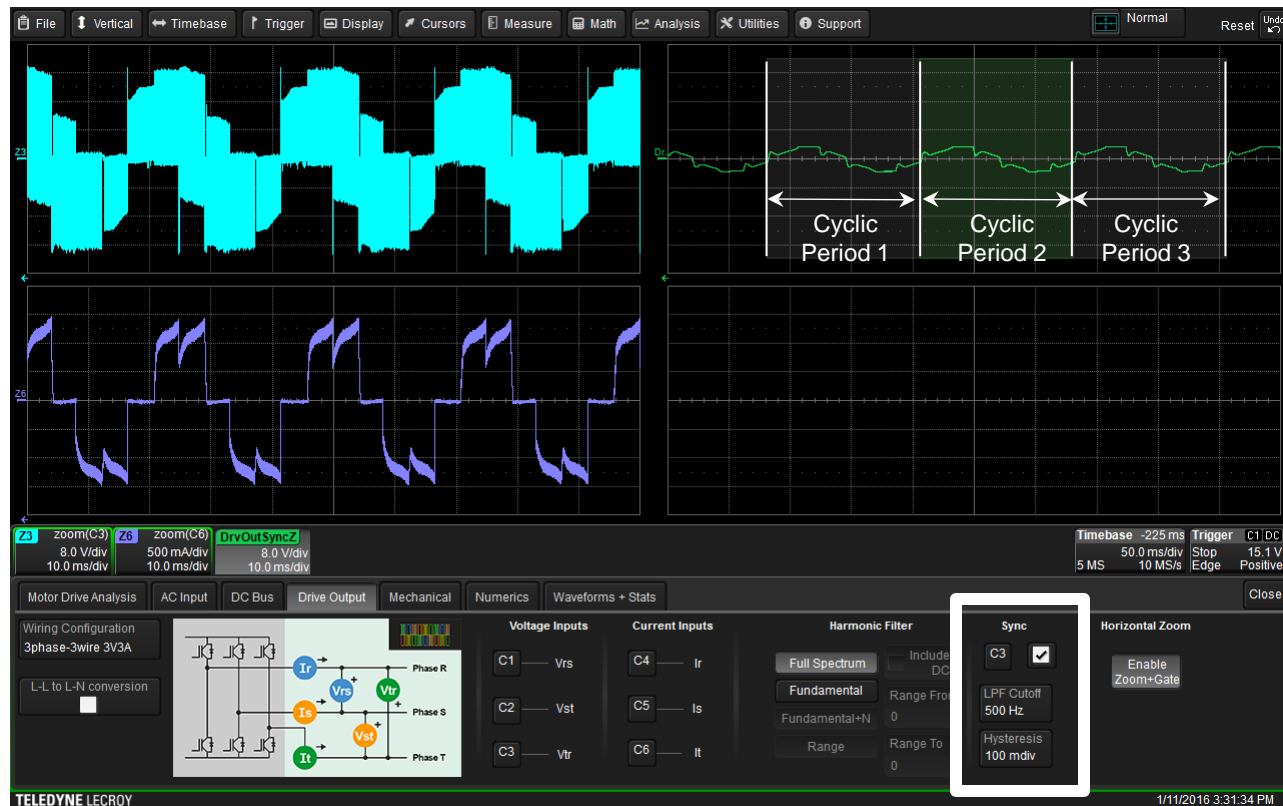 File Vertical Timebase Trigger Display Cursors Measure Math Analysis Utilities Support Normal Reset Undo
Z3
Dr
Cyclic Period 1
Cyclic Period 2
Cyclic Period 3
Z6
Z3 zoom(C3)
8.0 V/div
10.0 ms/div
Z6 zoom(C6)
500 mA/div
10.0 ms/div
DrvOutSyncZ
8.0 V/div
10.0 ms/div
Timebase -225 ms
50.0 ms/div
5 MS 10 MS/s
Trigger C1 DC
Stop 15.1 V
Edge Positive
Motor Drive Analysis AC Input DC Bus Drive Output Mechanical Numerics Waveforms + Stats Close
Wiring Configuration
3phase-3wire 3V3A
L-L to L-N conversion
Ir
Is
It
Vrs
Vtr
Vst
Phase R
Phase S
Phase T
Voltage Inputs
C1 Vrs
C2 Vst
C3 Vtr
Current Inputs
C4 Ir
C5 Is
C6 It
Harmonic Filter
Full Spectrum
Include DC
Fundamental
Range From
Fundamental+N
0
Range
Range To
0
Sync
C3
LPF Cutoff
500 Hz
Hysteresis
100 mdiv
Horizontal Zoom
Enable
Zoom+Gate
TELEDYNE LECROY
1/11/2016 3:31:34 PM